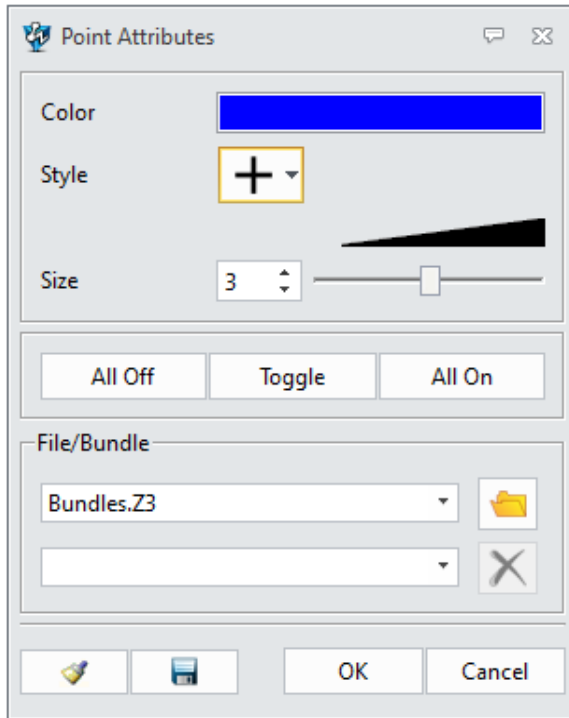 Point Attributes
Color
Style
Size 3
All Off Toggle All On
File/Bundle
Bundles.Z3
OK Cancel